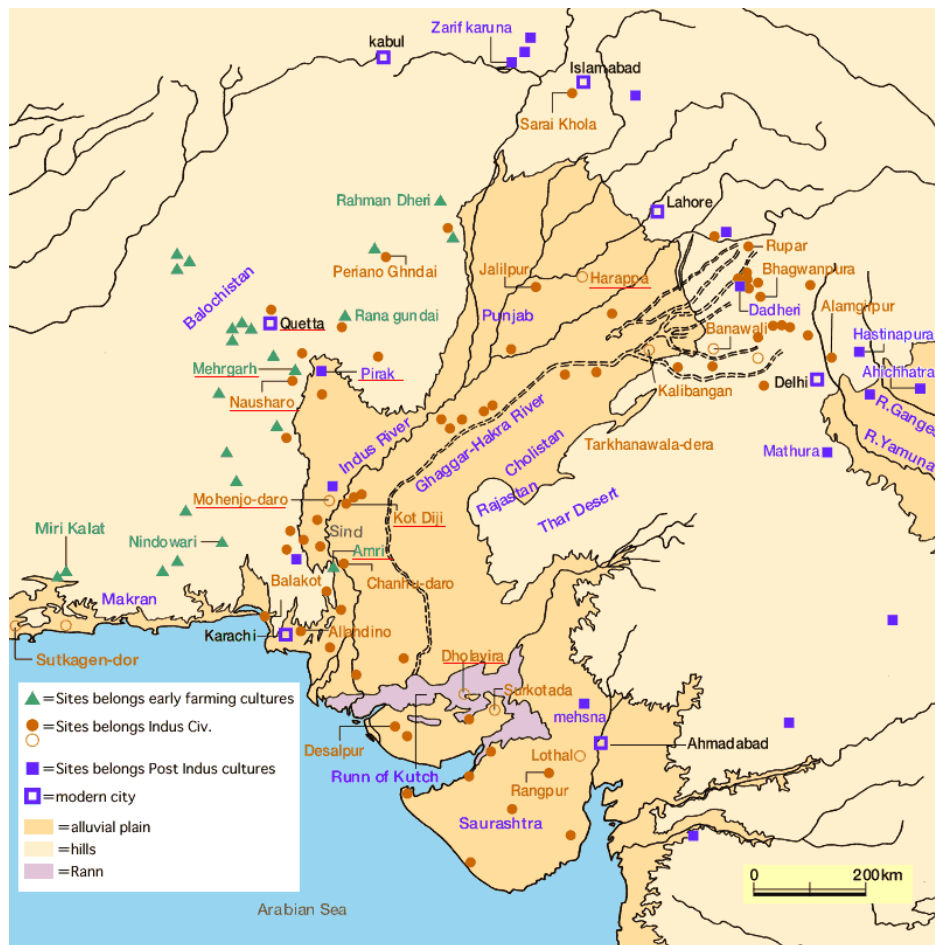 Zarif karuna
kabul
Islamabad
Sarai Khola
Rahman Dheri
Lahore
Rupar
Periano Ghndai
Jalilpur
Harappa
Bhagwanpura
Balochistan
Quetta
Rana gundai
Punjab
Dadheri
Alamgirpur
Banawali
Hastinapura
Mehrgarh
Pirak
Ahichhatra
Nausharo
Kalibangan
Delhi
R.Ganges
Indus River
Ghaggar-Hakra River
Cholistan
Tarkhanawala-dera
R.Yamuna
Mathura
Mohenjo-daro
Kot Diji
Rajastan
Thar Desert
Sind
Miri Kalat
Nindowari
Amri
Chanhu-daro
Balakot
Makran
Karachi
Allandino
Sutkagen-dor
Dholavira
Surkotada
mehsna
Desalpur
Lothal
Ahmadabad
Runn of Kutch
Rangpur
Saurashtra
=Sites belongs early farming cultures
=Sites belongs Indus Civ.
=Sites belongs Post Indus cultures
=modern city
=alluvial plain
=hills
=Rann
0 200km
Arabian Sea